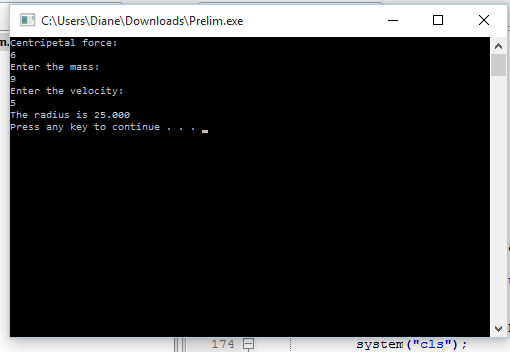 C:\Users\Diane\Downloads\Prelim.exe
Centripetal force:
6
Enter the mass:
9
Enter the velocity:
5
The radius is 25.000
Press any key to continue . . .
174
system("cls");